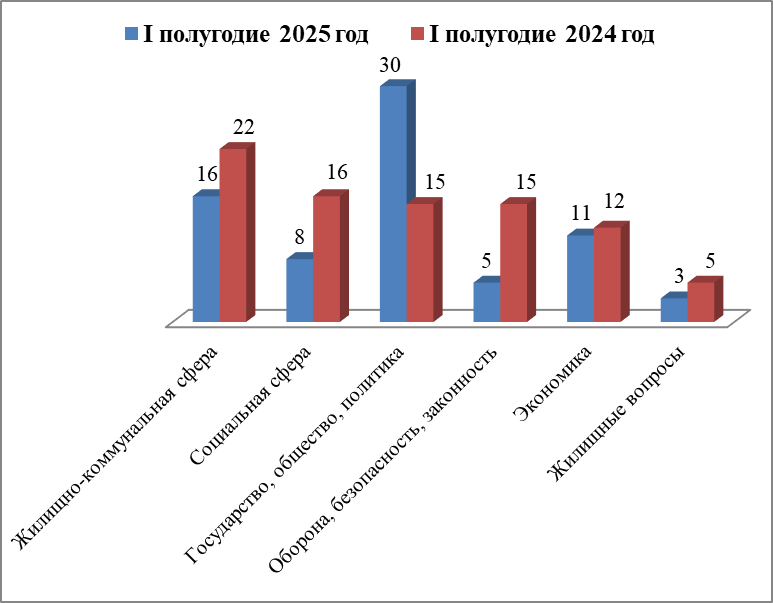 I полугодие 2025 год I полугодие 2024 год
16 22
8 16
30 15
5 15
11 12
3 5
Жилищно-коммунальная сфера
Социальная сфера
Государство, общество, политика
Оборона, безопасность, законность
Экономика
Жилищные вопросы